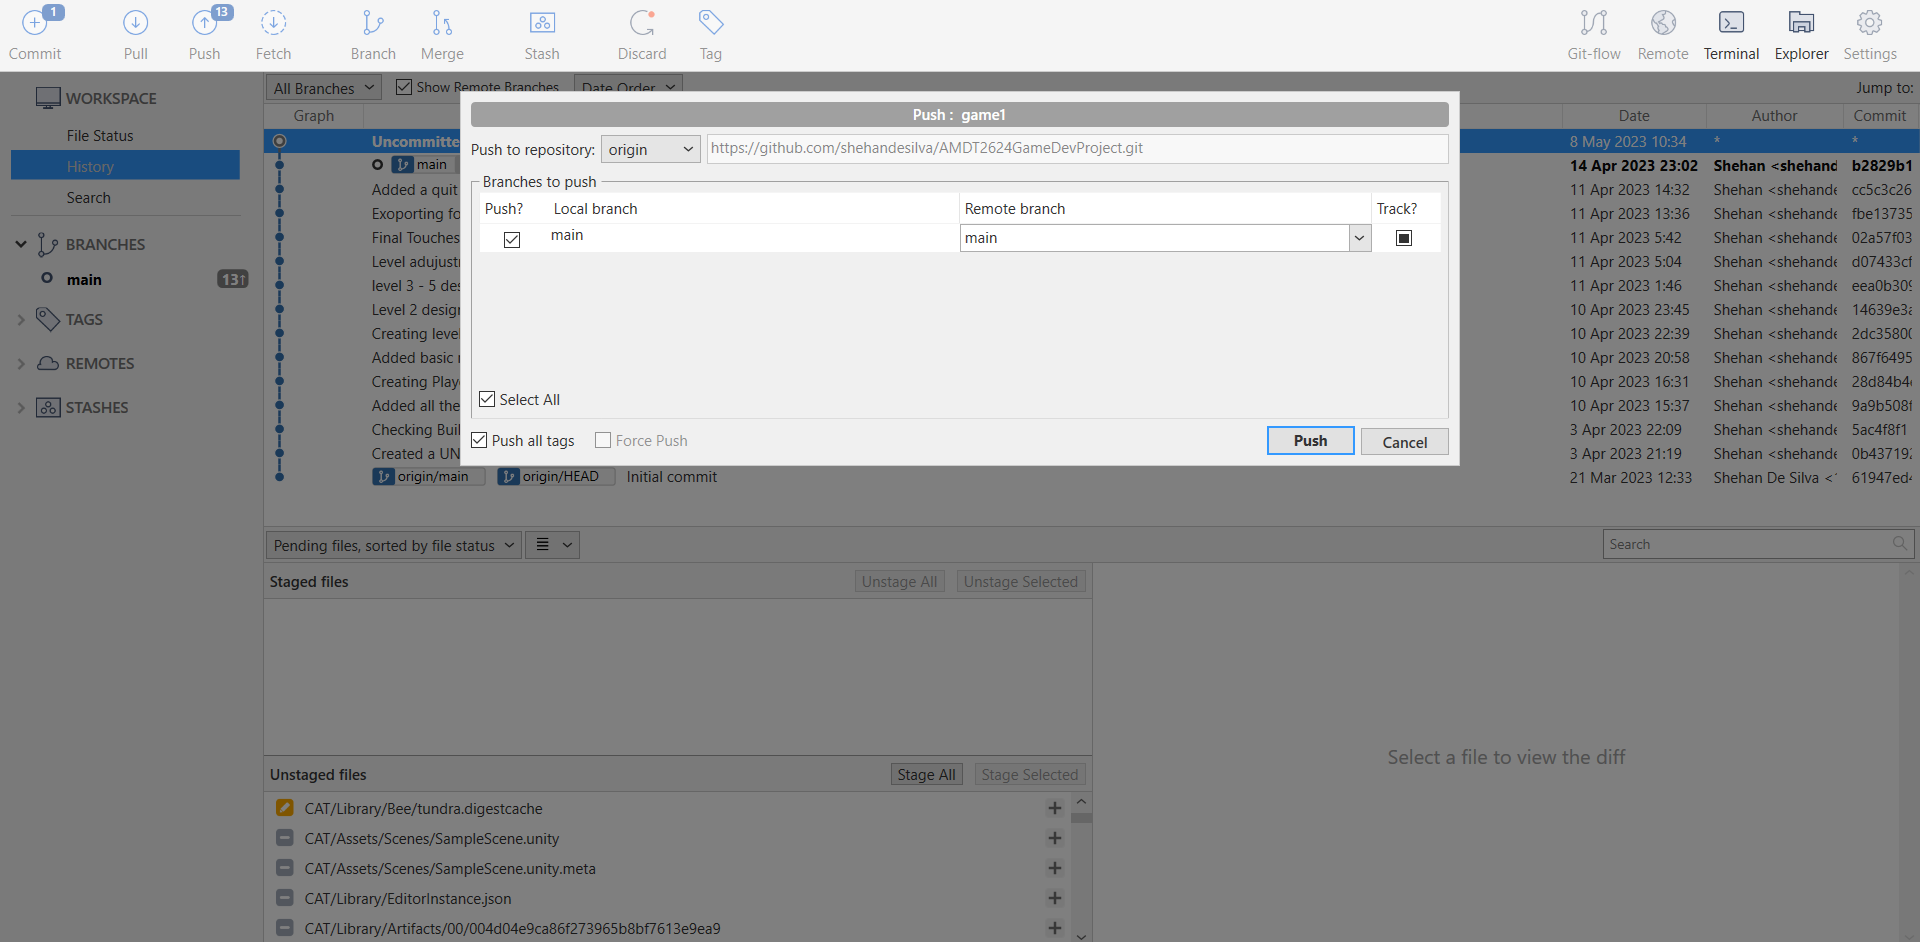 1 13
Commit Pull Push Fetch Branch Merge Stash Discard Tag Git-flow Remote Terminal Explorer Settings
All Branches Show Remote Branches Date Order Jump to:
Graph Date Author Commit
WORKSPACE
File Status
History
Search
BRANCHES
main 13↑
TAGS
REMOTES
STASHES
Push : game1
Push to repository: origin https://github.com/shehandesilva/AMDT2624GameDevProject.git
Branches to push
Push? Local branch Remote branch Track?
main main
Select All
Push all tags Force Push Push Cancel
Uncommitte 8 May 2023 10:34 * *
main 14 Apr 2023 23:02 Shehan <shehand b2829b1
Added a quit 11 Apr 2023 14:32 Shehan <shehande cc5c3c26
Exoporting fo 11 Apr 2023 13:36 Shehan <shehande fbe13735
Final Touches 11 Apr 2023 5:42 Shehan <shehande 02a57f03
Level adujust 11 Apr 2023 5:04 Shehan <shehande d07433cf
level 3 - 5 des 11 Apr 2023 1:46 Shehan <shehande eea0b309
Level 2 design 10 Apr 2023 23:45 Shehan <shehande 14639e3a
Creating leve 10 Apr 2023 22:39 Shehan <shehande 2dc35800
Added basic 10 Apr 2023 20:58 Shehan <shehande 867f6495
Creating Play 10 Apr 2023 16:31 Shehan <shehande 28d84b4
Added all the 10 Apr 2023 15:37 Shehan <shehande 9a9b508f
Checking Buil 3 Apr 2023 22:09 Shehan <shehande 5ac4f8f1
Created a UN 3 Apr 2023 21:19 Shehan <shehande 0b437192
origin/main origin/HEAD Initial commit 21 Mar 2023 12:33 Shehan De Silva < 61947ed
Pending files, sorted by file status Search
Staged files Unstage All Unstage Selected
Select a file to view the diff
Unstaged files Stage All Stage Selected
CAT/Library/Bee/tundra.digestcache
CAT/Assets/Scenes/SampleScene.unity
CAT/Assets/Scenes/SampleScene.unity.meta
CAT/Library/EditorInstance.json
CAT/Library/Artifacts/00/004d04e9ca86f273965b8bf7613e9ea9